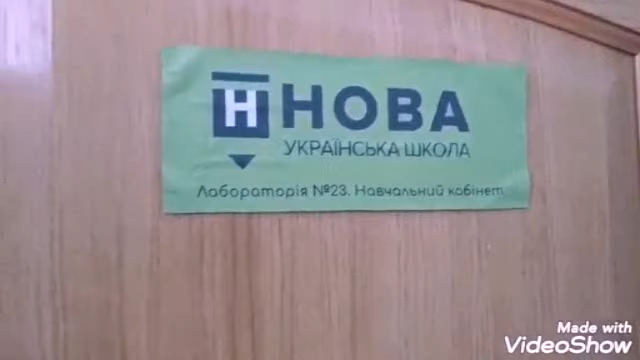 Н НОВА
УКРАЇНСЬКА ШКОЛА
Лабораторія №23. Навчальний кабінет
Made with
VideoShow